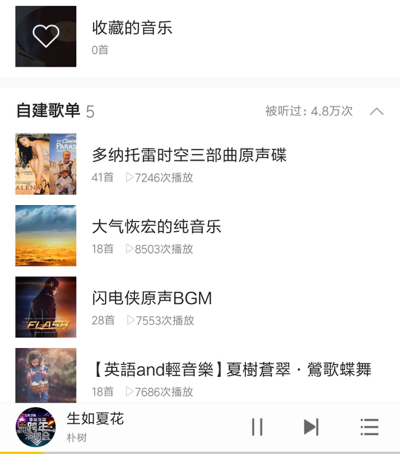 收藏的音乐
0首
自建歌单 5
被听过：4.8万次
多纳托雷时空三部曲原声碟
41首 7246次播放
大气恢宏的纯音乐
18首 8503次播放
闪电侠原声BGM
28首 7553次播放
THE FLASH
【英語and輕音樂】夏樹蒼翠·鶯歌蝶舞
18首 7686次播放
生如夏花
朴树